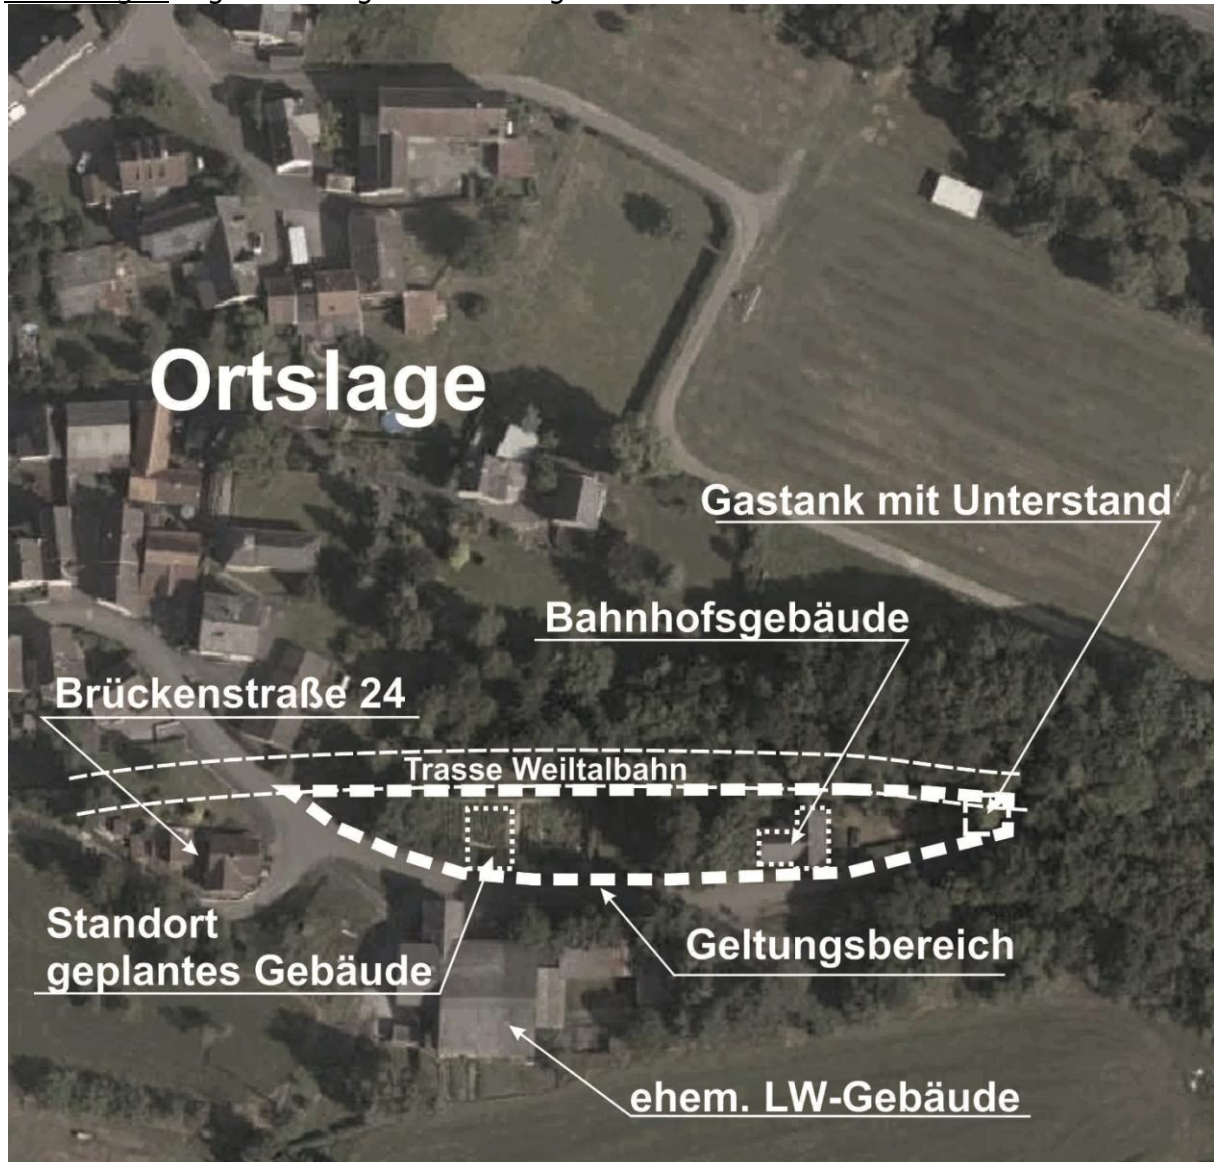 Ortslage
Gastank mit Unterstand
Bahnhofsgebäude
Brückenstraße 24
Trasse Weiltalbahn
Standort
geplantes Gebäude
Geltungsbereich
ehem. LW-Gebäude